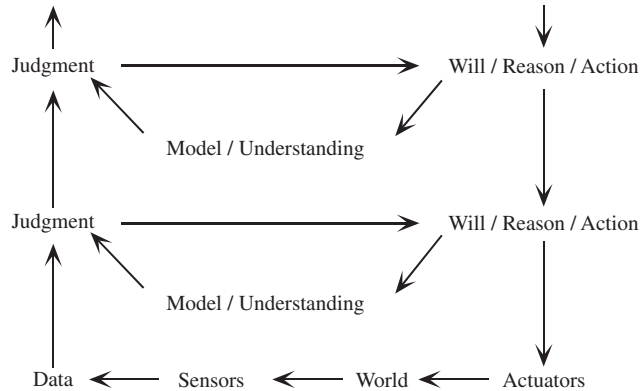 Judgment
Will / Reason / Action
Model / Understanding
Judgment
Will / Reason / Action
Model / Understanding
Data
Sensors
World
Actuators